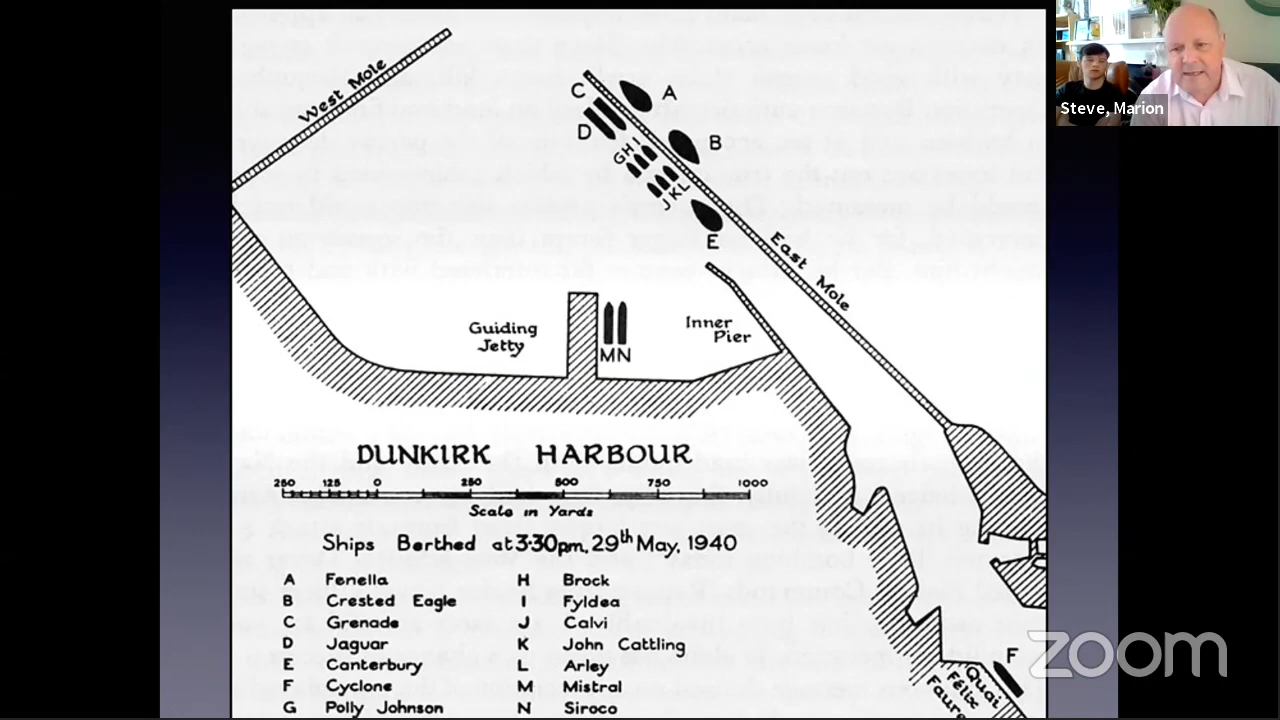 West Mole
C
A
D
G H I
B
J K L
E
East Mole
Guiding
Jetty
M N
Inner
Pier
DUNKIRK HARBOUR
250 125 0 250 500 750 1000
Scale in Yards
Ships Berthed at 3·30pm, 29th May, 1940
A Fenella
B Crested Eagle
C Grenade
D Jaguar
E Canterbury
F Cyclone
G Polly Johnson
H Brock
I Fyldea
J Calvi
K John Cattling
L Arley
M Mistral
N Siroco
F
Quai
Félix
Faure
Steve, Marion
zoom